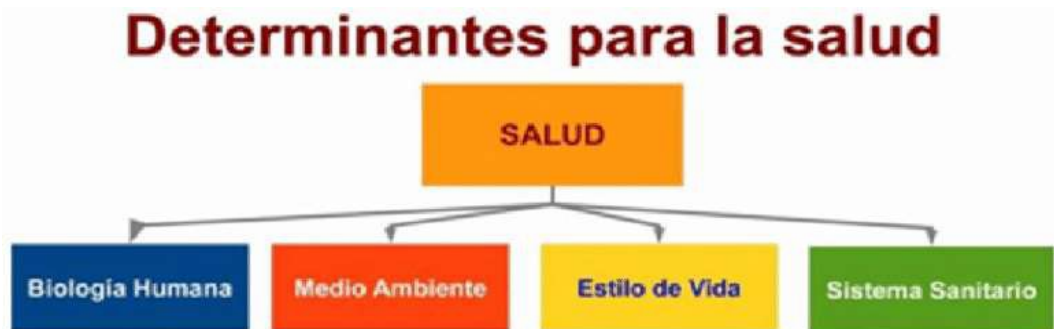 Determinantes para la salud
SALUD
Biología Humana
Medio Ambiente
Estilo de Vida
Sistema Sanitario